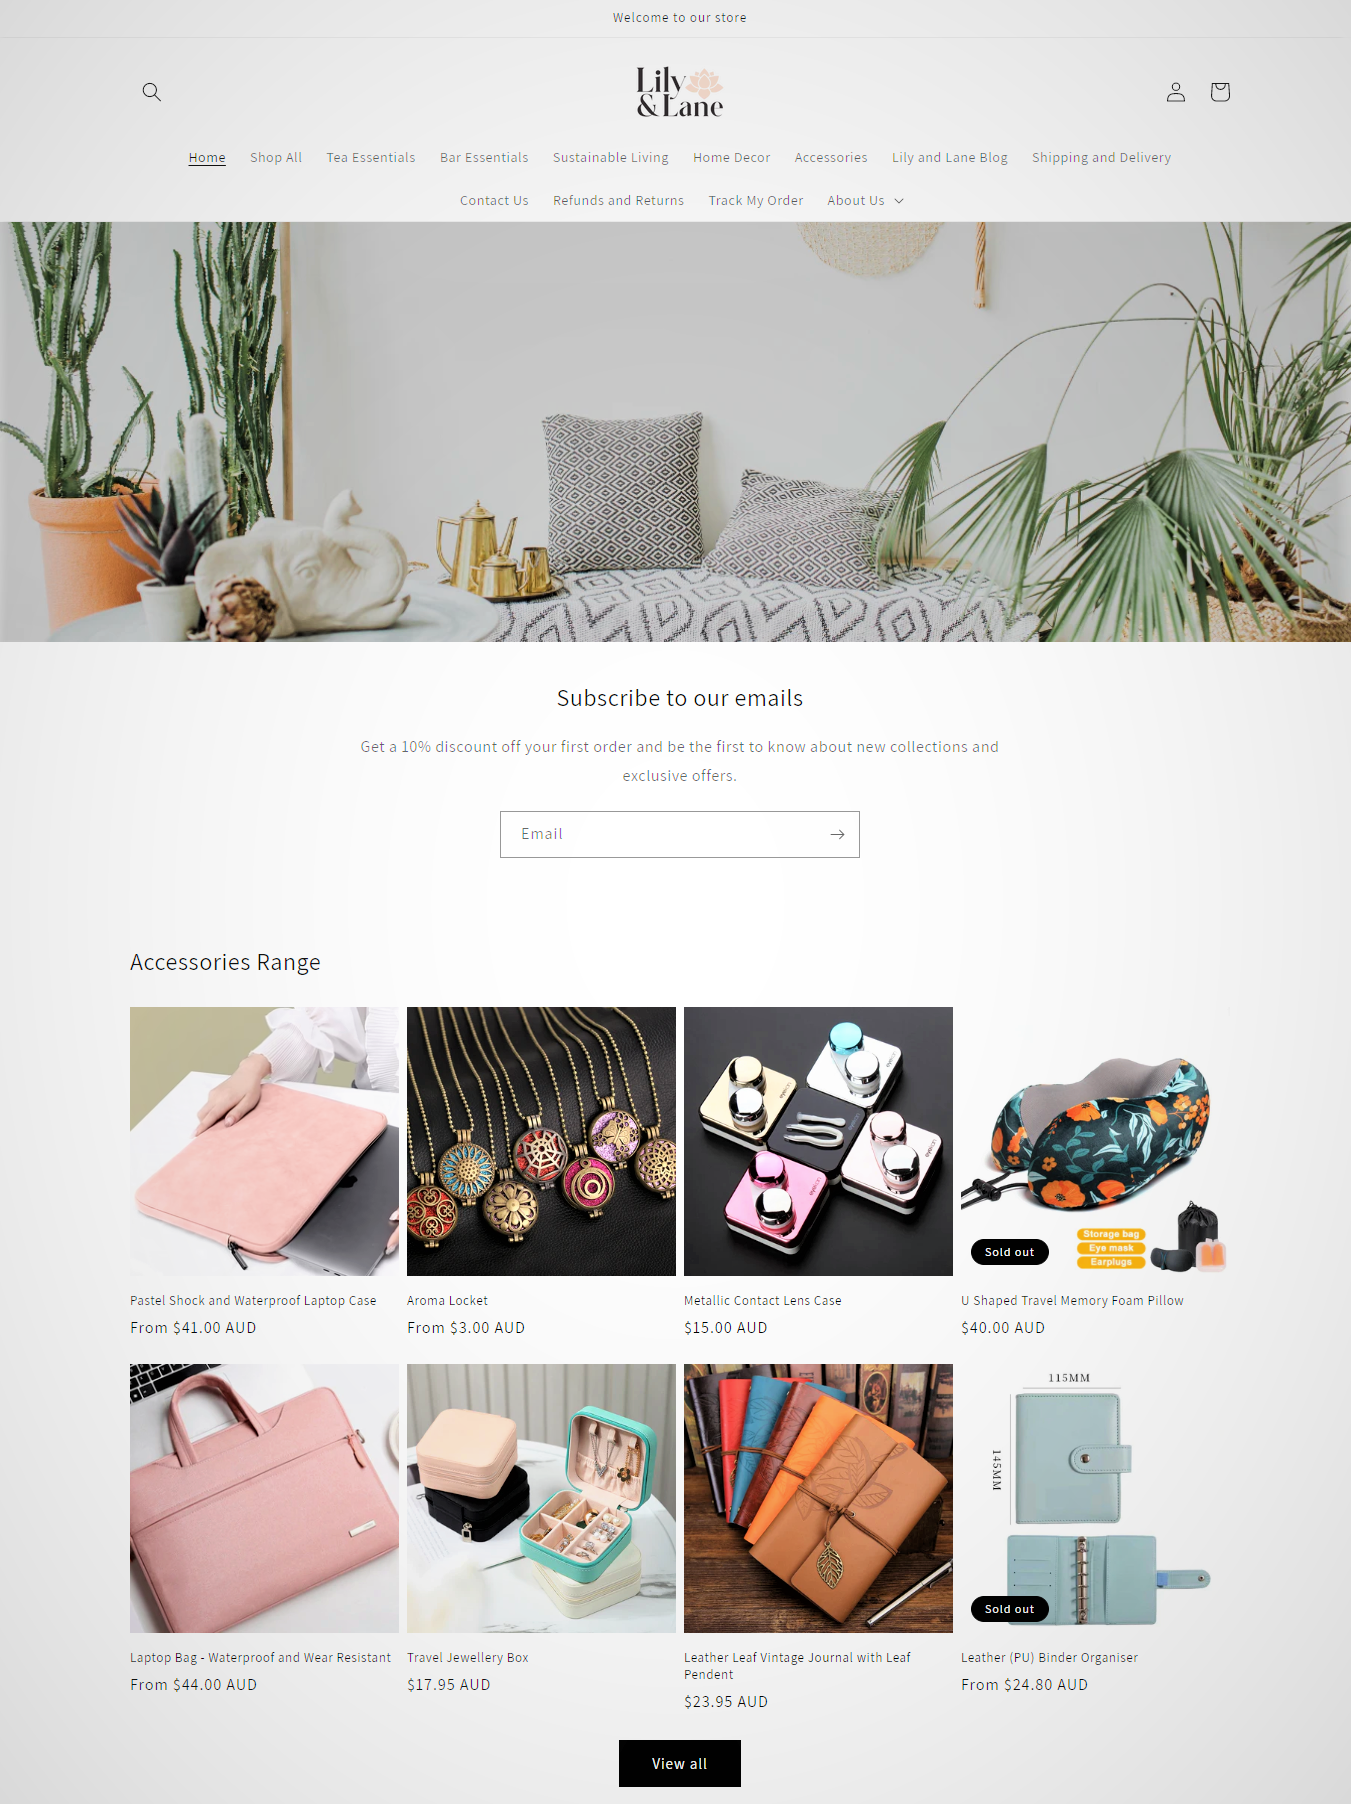 Welcome to our store
Lily
&Lane
Home Shop All Tea Essentials Bar Essentials Sustainable Living Home Decor Accessories Lily and Lane Blog Shipping and Delivery
Contact Us Refunds and Returns Track My Order About Us
Subscribe to our emails
Get a 10% discount off your first order and be the first to know about new collections and
exclusive offers.
Email
Accessories Range
Storage bag
Eye mask
Earplugs
Sold out
Pastel Shock and Waterproof Laptop Case
From $41.00 AUD
Aroma Locket
From $3.00 AUD
Metallic Contact Lens Case
$15.00 AUD
U Shaped Travel Memory Foam Pillow
$40.00 AUD
115MM
145MM
Sold out
Laptop Bag - Waterproof and Wear Resistant
From $44.00 AUD
Travel Jewellery Box
$17.95 AUD
Leather Leaf Vintage Journal with Leaf
Pendent
$23.95 AUD
Leather (PU) Binder Organiser
From $24.80 AUD
View all